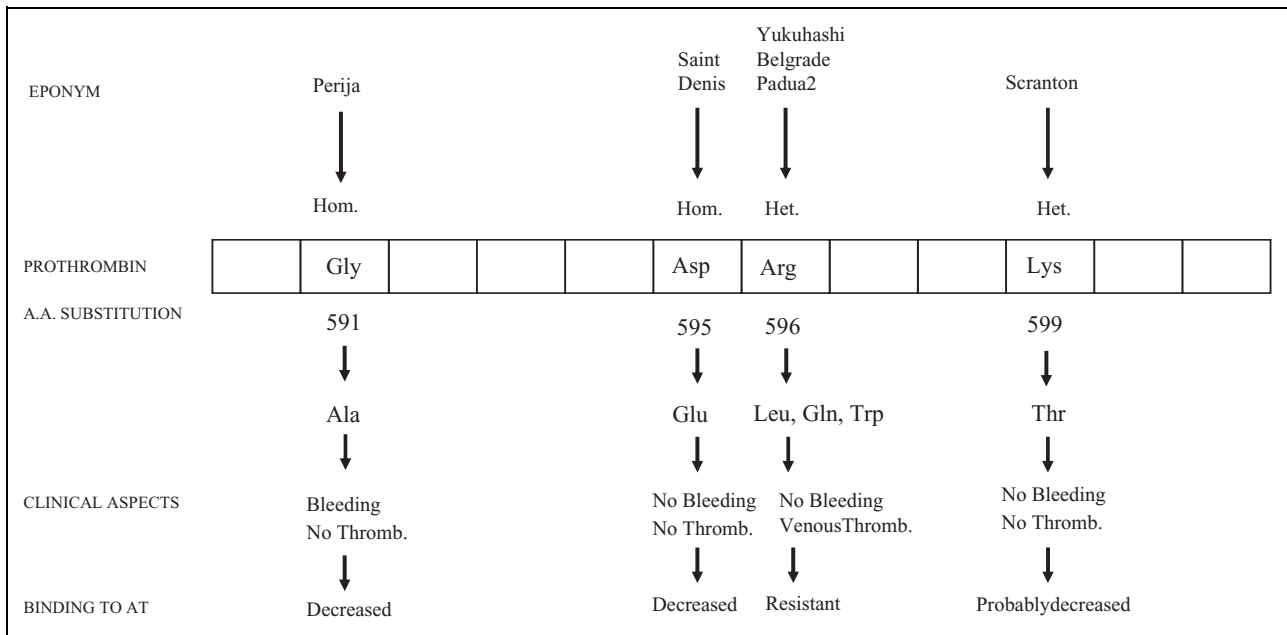 EPONYM
Perija
Saint
Denis
Yukuhashi
Belgrade
Padua2
Scranton
Hom.
Hom.
Het.
Het.
PROTHROMBIN
Gly
Asp
Arg
Lys
A.A. SUBSTITUTION
591
595
596
599
Ala
Glu
Leu, Gln, Trp
Thr
CLINICAL ASPECTS
Bleeding
No Thromb.
No Bleeding
No Thromb.
No Bleeding
VenousThromb.
No Bleeding
No Thromb.
BINDING TO AT
Decreased
Decreased
Resistant
Probablydecreased